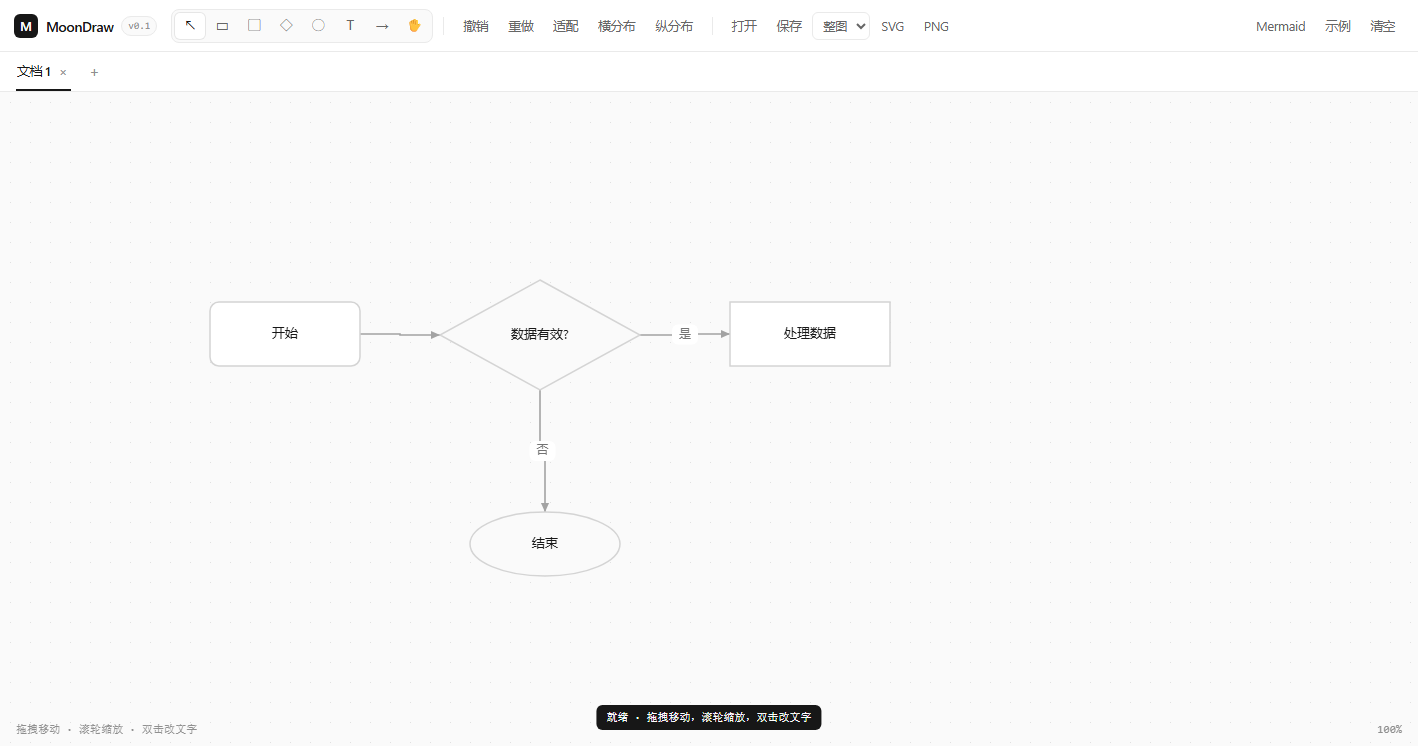 M MoonDraw v0.1 T 撤销 重做 适配 横分布 纵分布 打开 保存 整图 SVG PNG Mermaid 示例 清空
文档 1 × +
开始
数据有效?
是
处理数据
否
结束
就绪 · 拖拽移动，滚轮缩放，双击改文字
拖拽移动 · 滚轮缩放 · 双击改文字
100%